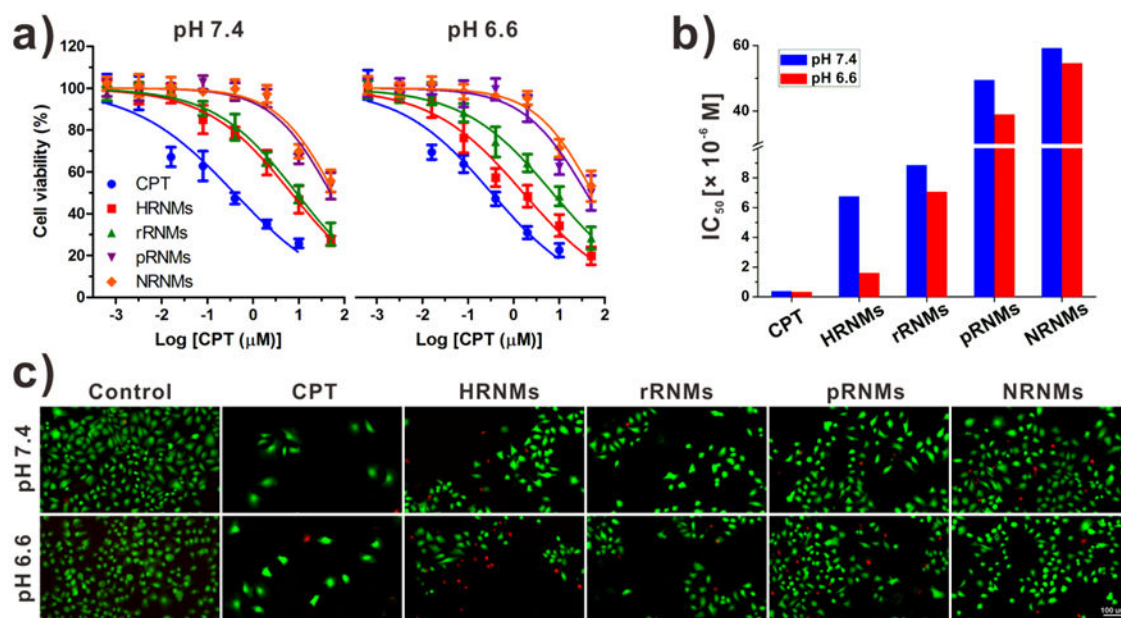 a)
pH 7.4
pH 6.6
Cell viability (%)
120
100
80
60
40
20
0
CPT
HRNMs
rRNMs
pRNMs
NRNMs
-3 -2 -1 0 1 2
-3 -2 -1 0 1 2
Log [CPT (μM)]
Log [CPT (μM)]
b)
pH 7.4
pH 6.6
IC50 [× 10-6 M]
60
50
8
6
4
2
0
CPT
HRNMs
rRNMs
pRNMs
NRNMs
c)
Control CPT HRNMs rRNMs pRNMs NRNMs
pH 7.4
pH 6.6